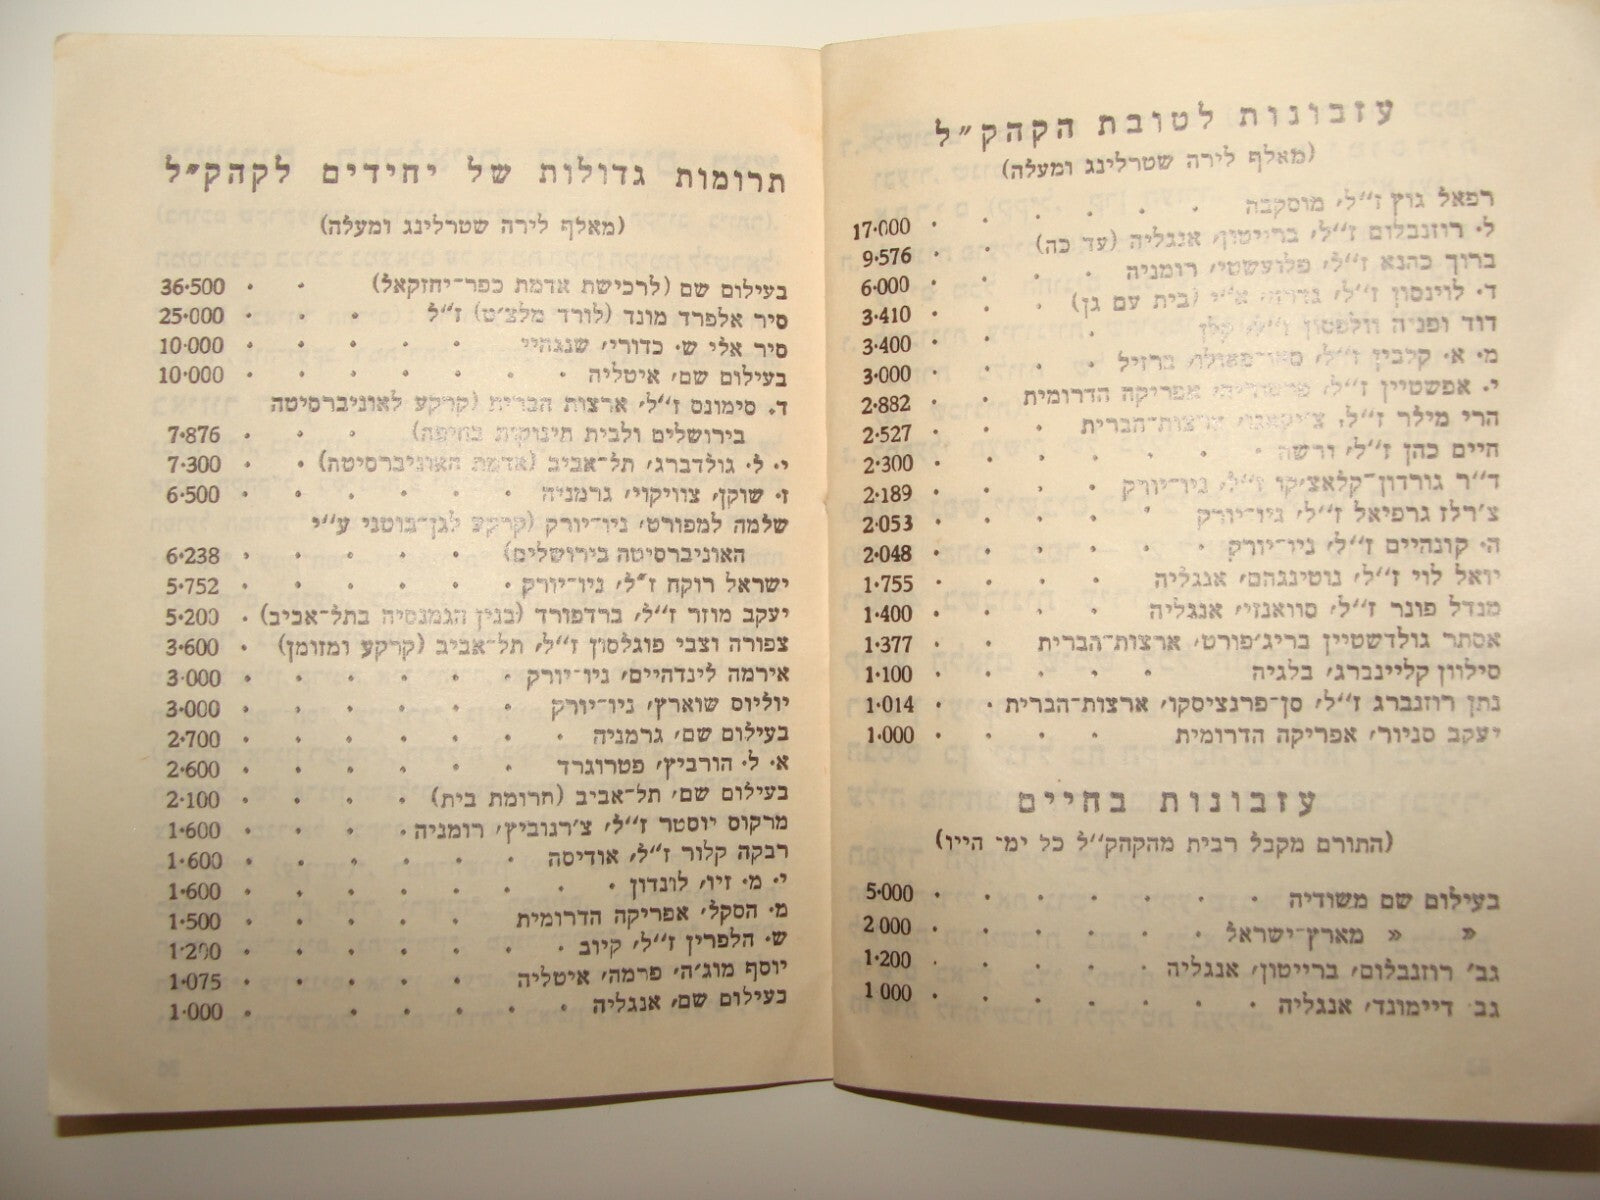 עזבונות לטובת הקהק״ל
(מאלף לירה שטרלינג ומעלה)
רפאל גוץ ז״ל, מוסקבה 17·000
ל. רוזנבלום ז״ל, ברייטון, אנגליה (עד כה) 9·576
ברוך כהנא ז״ל, פלועשטי, רומניה 6·000
ד. לוינסון ז״ל, גדרה, א״י (בית עם גן) 3·410
דוד ופניה וולפסון ז״ל, קלן 3·400
מ. א. קלבין ז״ל, סאו־פאולו, ברזיל 3·000
י. אפשטיין ז״ל, אפריקה הדרומית 2·882
הרי מילר ז״ל, צ׳יקאגו, ארצות־הברית 2·527
חיים כהן ז״ל, ורשה 2·300
ד״ר גורדון־קלאצ׳קו ז״ל, ניו־יורק 2·189
צ׳רלז גרפיאל ז״ל, ניו־יורק 2·053
ה. קונהיים ז״ל, ניו־יורק 2·048
יואל לוי ז״ל, נוטינגהם, אנגליה 1·755
מנדל פונר ז״ל, סוואנזי, אנגליה 1·400
אסתר גולדשטיין בריג׳פורט, ארצות־הברית 1·377
סילוון קליינברג, בלגיה 1·100
נתן רוזנברג ז״ל, סן־פרנציסקו, ארצות־הברית 1·014
יעקב סניור, אפריקה הדרומית 1·000
עזבונות בחיים
(התורם מקבל רבית מהקהק״ל כל ימי חייו)
בעילום שם משודיה 5·000
״ ״ מארץ־ישראל 2 000
גב׳ רוזנבלום, ברייטון, אנגליה 1·200
גב׳ דיימונד, אנגליה 1 000
תרומות גדולות של יחידים לקהק״ל
(מאלף לירה שטרלינג ומעלה)
בעילום שם (לרכישת אדמת כפר־יחזקאל) 36·500
סיר אלפרד מונד (לורד מלצ׳ט) ז״ל 25·000
סיר אלי ש. כדורי, שנגהיי 10·000
בעילום שם, איטליה 10·000
ד. סימונס ז״ל, ארצות הברית (קרקע לאוניברסיטה
בירושלים ולבית תינוקות בחיפה) 7·876
י. ל. גולדברג, תל־אביב (אדמת האוניברסיטה) 7·300
ז. שוקן, צוויקוי, גרמניה 6·500
שלמה למפורט, ניו־יורק (קרקע לגן־בוטני ע״י
האוניברסיטה בירושלים) 6·238
ישראל רוקח ז״ל, ניו־יורק 5·752
יעקב מוזר ז״ל, ברדפורד (בנין הגמנסיה בתל־אביב) 5·200
צפורה וצבי פוגלסון ז״ל, תל־אביב (קרקע ומזומן) 3·600
אירמה לינדהיים, ניו־יורק 3·000
יוליוס שוארץ, ניו־יורק 3·000
בעילום שם, גרמניה 2·700
א. ל. הורביץ, פטרוגרד 2·600
בעילום שם, תל־אביב (תרומת בית) 2·100
מרקוס יוסטר ז״ל, צ׳רנוביץ, רומניה 1·600
רבקה קלור ז״ל, אודיסה 1·600
י. מ. זיו, לונדון 1·600
מ. הסקל, אפריקה הדרומית 1·500
ש. הלפרין ז״ל, קיוב 1·200
יוסף מוג׳ה, פרמה, איטליה 1·075
בעילום שם, אנגליה 1·000